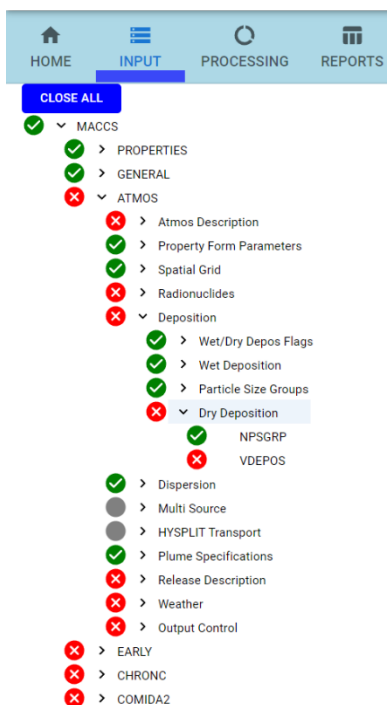 HOME INPUT PROCESSING REPORTS
CLOSE ALL
MACCS
PROPERTIES
GENERAL
ATMOS
Atmos Description
Property Form Parameters
Spatial Grid
Radionuclides
Deposition
Wet/Dry Depos Flags
Wet Deposition
Particle Size Groups
Dry Deposition
NPSGRP
VDEPOS
Dispersion
Multi Source
HYSPLIT Transport
Plume Specifications
Release Description
Weather
Output Control
EARLY
CHRONC
COMIDA2